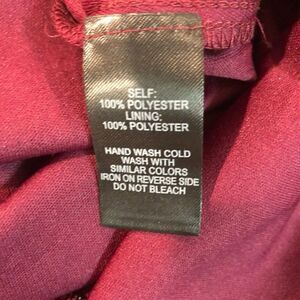 SELF:
100% POLYESTER
LINING:
100% POLYESTER
HAND WASH COLD
WASH WITH
SIMILAR COLORS
IRON ON REVERSE SIDE
DO NOT BLEACH